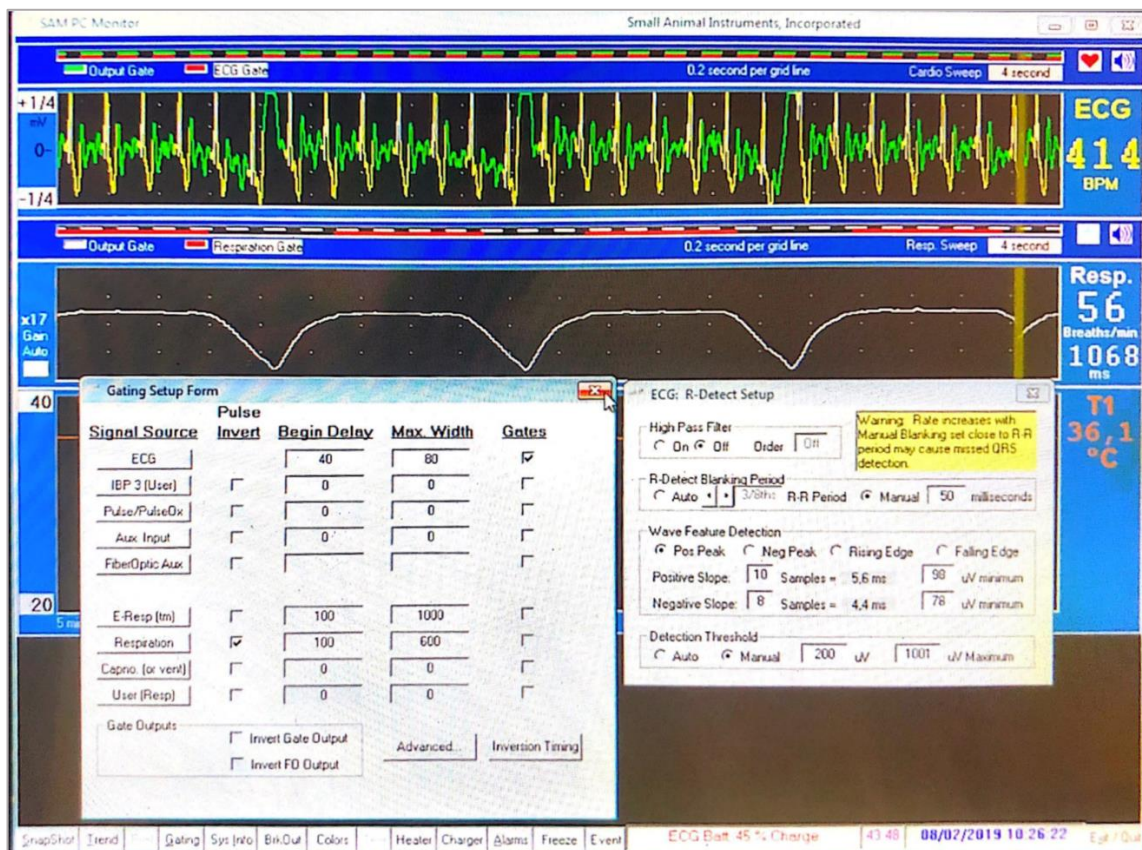 SAM PC Monitor Small Animal Instruments, Incorporated
Output Gate ECG Gate 0.2 second per grid line Cardio Sweep 4 second
+1/4
mV
0-
-1/4
ECG
414
BPM
Output Gate Respiration Gate 0.2 second per grid line Resp. Sweep 4 second
x17
Gain
Auto
Resp.
56
Breaths/min
1068
ms
40
20
5 min
T1
36,1
°C
Gating Setup Form
Signal Source Pulse Invert Begin Delay Max. Width Gates
ECG 40 80
IBP 3 (User) 0 0
Pulse/PulseOx 0 0
Aux Input 0 0
FiberOptic Aux
E-Resp (tm) 100 1000
Respiration 100 600
Capno. (or vent) 0 0
User (Resp) 0 0
Gate Outputs
Invert Gate Output
Invert FO Output
Advanced... Inversion Timing
ECG: R-Detect Setup
High Pass Filter
On Off Order Off
Warning: Rate increases with
Manual Blanking set close to R-R
period may cause missed QRS
detection.
R-Detect Blanking Period
Auto 3/8ths R-R Period Manual 50 milliseconds
Wave Feature Detection
Pos Peak Neg Peak Rising Edge Falling Edge
Positive Slope: 10 Samples = 5,6 ms 98 uV minimum
Negative Slope: 8 Samples = 4,4 ms 78 uV minimum
Detection Threshold
Auto Manual 200 uV 1001 uV Maximum
SnapShot Trend Gating Sys Info BrkOut Colors Heater Charger Alarms Freeze Event ECG Batt. 45 % Charge 43:48 08/02/2019 10:26:22 Exit / Quit